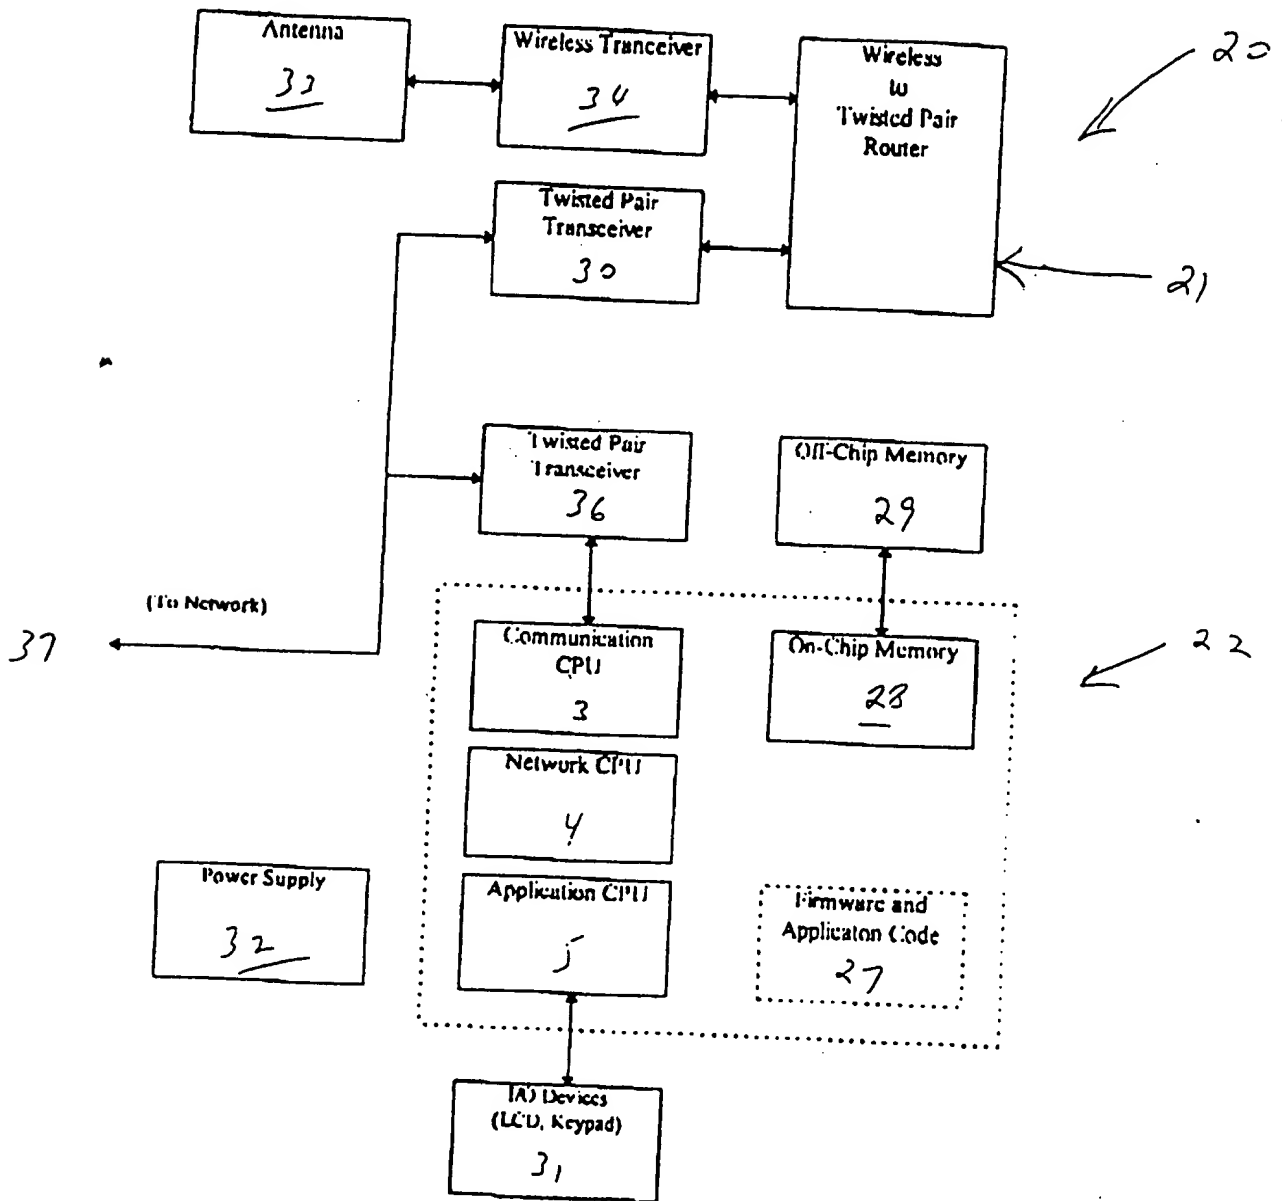 Antenna
33
Wireless Tranceiver
34
Wireless
to
Twisted Pair
Router
20
Twisted Pair
Transceiver
30
21
Twisted Pair
Transceiver
36
Off-Chip Memory
29
(To Network)
37
Communication
CPU
3
On-Chip Memory
28
22
Network CPU
4
Power Supply
32
Application CPU
5
Firmware and
Applicaton Code
27
I/O Devices
(LCD, Keypad)
31